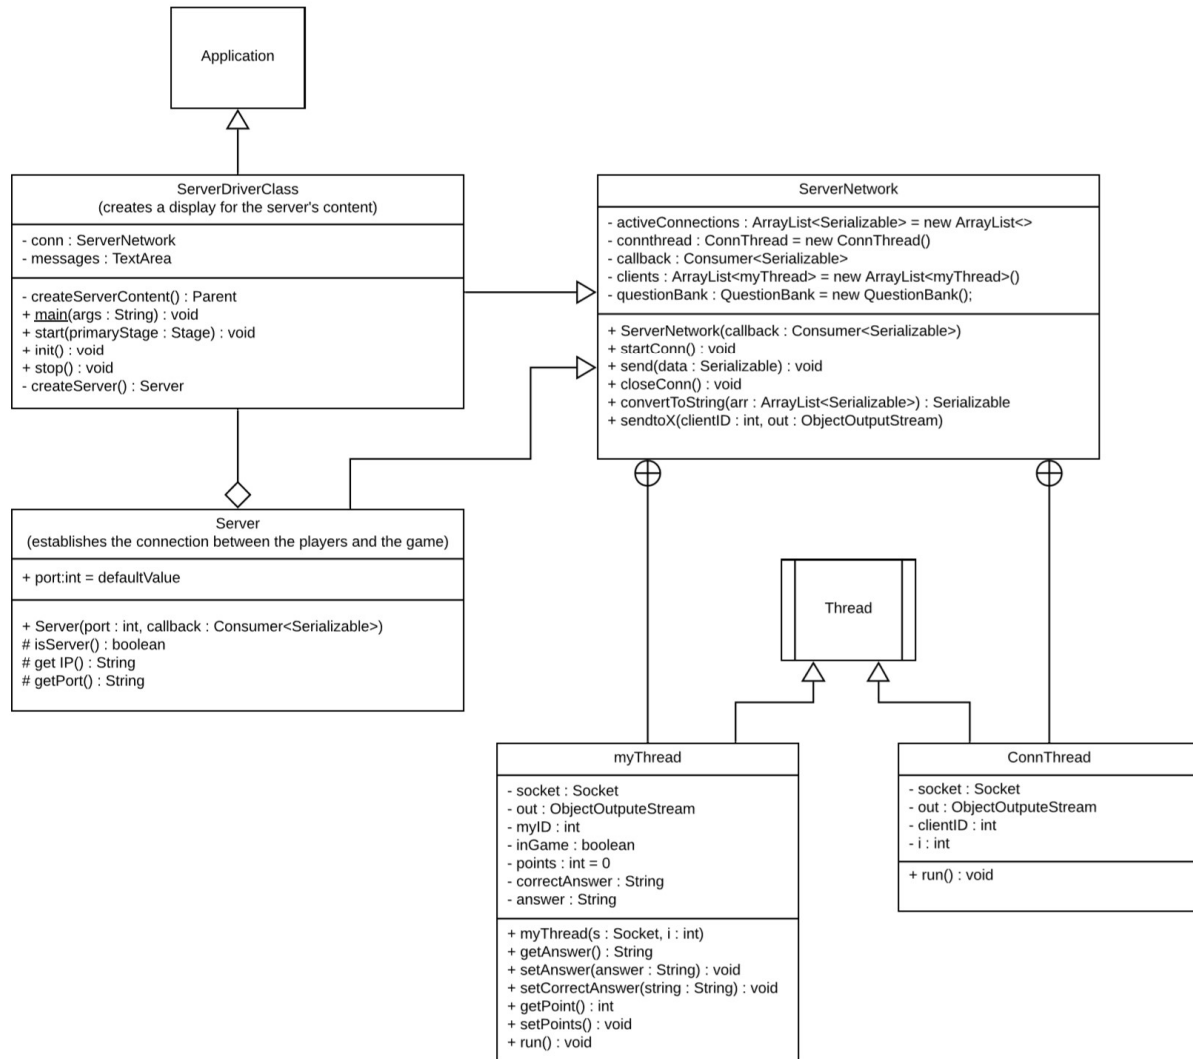 Application
ServerDriverClass
(creates a display for the server's content)
- conn : ServerNetwork
- messages : TextArea
- createServerContent() : Parent
+ main(args : String) : void
+ start(primaryStage : Stage) : void
+ init() : void
+ stop() : void
- createServer() : Server
ServerNetwork
- activeConnections : ArrayList<Serializable> = new ArrayList<>
- connthread : ConnThread = new ConnThread()
- callback : Consumer<Serializable>
- clients : ArrayList<myThread> = new ArrayList<myThread>()
- questionBank : QuestionBank = new QuestionBank();
+ ServerNetwork(callback : Consumer<Serializable>)
+ startConn() : void
+ send(data : Serializable) : void
+ closeConn() : void
+ convertToString(arr : ArrayList<Serializable>) : Serializable
+ sendtoX(clientID : int, out : ObjectOutputStream)
Server
(establishes the connection between the players and the game)
+ port:int = defaultValue
+ Server(port : int, callback : Consumer<Serializable>)
# isServer() : boolean
# get IP() : String
# getPort() : String
Thread
myThread
- socket : Socket
- out : ObjectOutputeStream
- myID : int
- inGame : boolean
- points : int = 0
- correctAnswer : String
- answer : String
+ myThread(s : Socket, i : int)
+ getAnswer() : String
+ setAnswer(answer : String) : void
+ setCorrectAnswer(string : String) : void
+ getPoint() : int
+ setPoints() : void
+ run() : void
ConnThread
- socket : Socket
- out : ObjectOutputeStream
- clientID : int
- i : int
+ run() : void